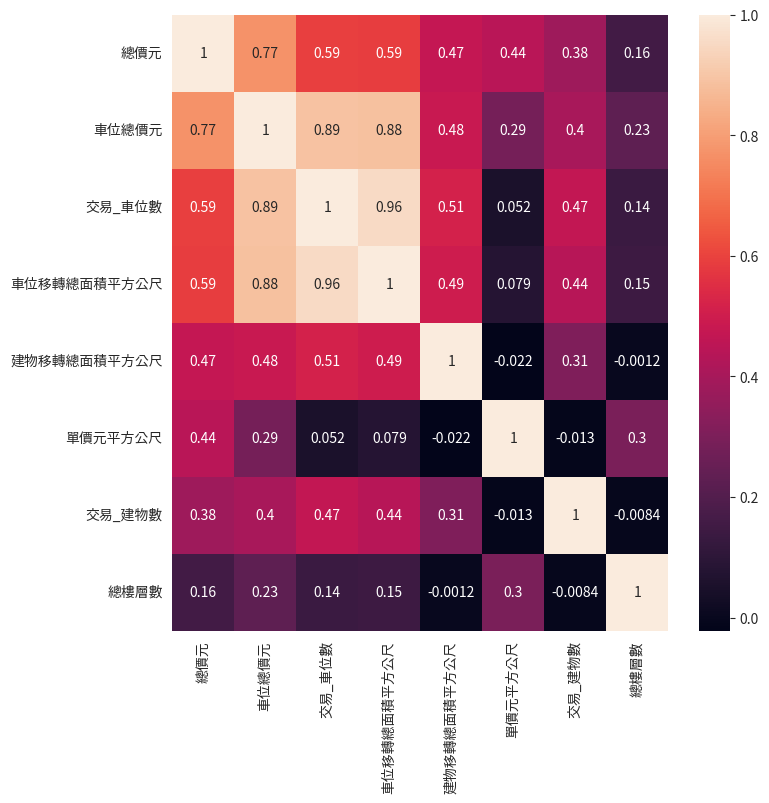 總價元 1 0.77 0.59 0.59 0.47 0.44 0.38 0.16
車位總價元 0.77 1 0.89 0.88 0.48 0.29 0.4 0.23
交易_車位數 0.59 0.89 1 0.96 0.51 0.052 0.47 0.14
車位移轉總面積平方公尺 0.59 0.88 0.96 1 0.49 0.079 0.44 0.15
建物移轉總面積平方公尺 0.47 0.48 0.51 0.49 1 -0.022 0.31 -0.0012
單價元平方公尺 0.44 0.29 0.052 0.079 -0.022 1 -0.013 0.3
交易_建物數 0.38 0.4 0.47 0.44 0.31 -0.013 1 -0.0084
總樓層數 0.16 0.23 0.14 0.15 -0.0012 0.3 -0.0084 1
總價元
車位總價元
交易_車位數
車位移轉總面積平方公尺
建物移轉總面積平方公尺
單價元平方公尺
交易_建物數
總樓層數
1.0
0.8
0.6
0.4
0.2
0.0